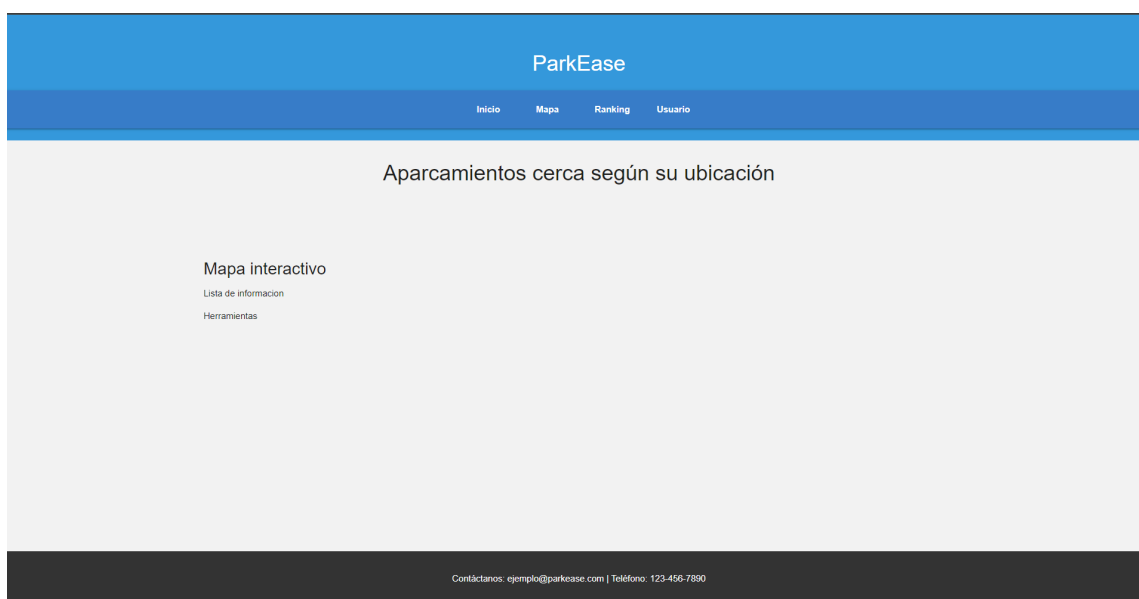 ParkEase
Inicio Mapa Ranking Usuario
Aparcamientos cerca según su ubicación
Mapa interactivo
Lista de informacion
Herramientas
Contáctanos: ejemplo@parkease.com | Teléfono: 123-456-7890